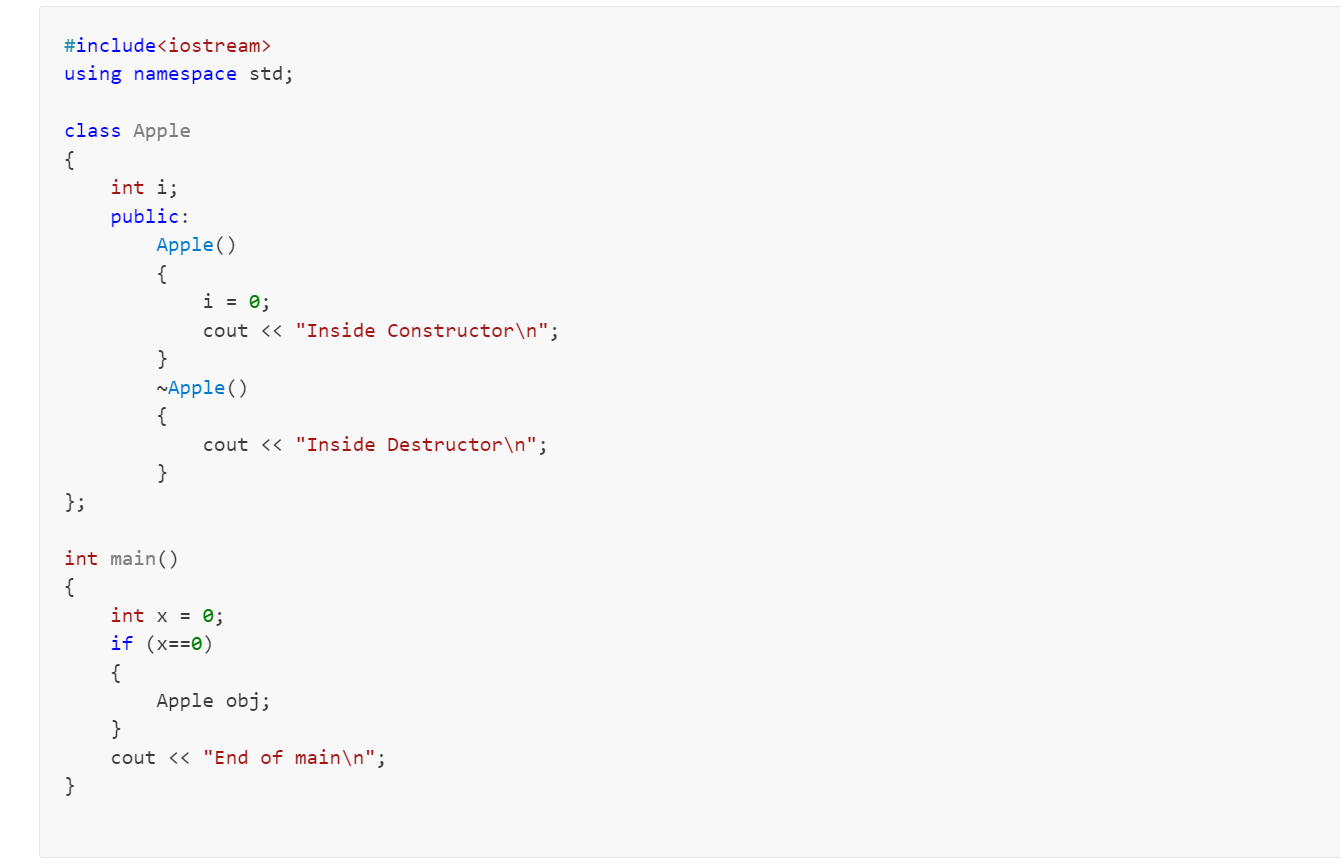 #include<iostream>
using namespace std;

class Apple
{
    int i;
    public:
        Apple()
        {
            i = 0;
            cout << "Inside Constructor\n";
        }
        ~Apple()
        {
            cout << "Inside Destructor\n";
        }
};

int main()
{
    int x = 0;
    if (x==0)
    {
        Apple obj;
    }
    cout << "End of main\n";
}